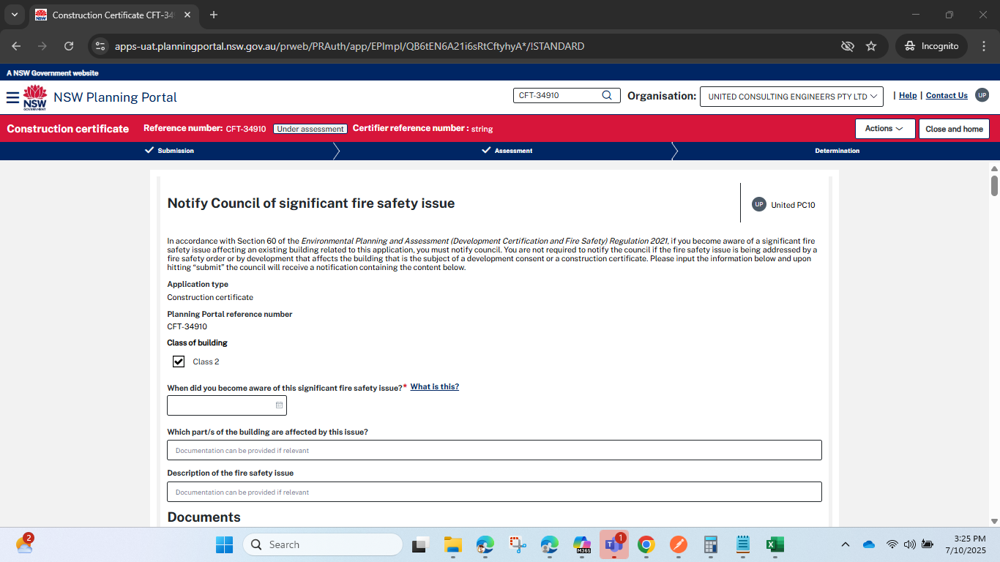 Construction Certificate CFT-34
apps-uat.planningportal.nsw.gov.au/prweb/PRAuth/app/EPImpl/QB6tEN6A21i6sRtCftyhyA*/!STANDARD
Incognito
A NSW Government website
NSW
GOVERNMENT
NSW Planning Portal
CFT-34910
Organisation:
UNITED CONSULTING ENGINEERS PTY LTD
| Help | Contact Us
UP
Construction certificate
Reference number: CFT-34910
Under assessment
Certifier reference number : string
Actions
Close and home
Submission
Assessment
Determination
Notify Council of significant fire safety issue
UP
United PC10
In accordance with Section 60 of the Environmental Planning and Assessment (Development Certification and Fire Safety) Regulation 2021, if you become aware of a significant fire
safety issue affecting an existing building related to this application, you must notify council. You are not required to notify the council if the fire safety issue is being addressed by a
fire safety order or by development that affects the building that is the subject of a development consent or a construction certificate. Please input the information below and upon
hitting “submit” the council will receive a notification containing the content below.
Application type
Construction certificate
Planning Portal reference number
CFT-34910
Class of building
Class 2
When did you become aware of this significant fire safety issue?* What is this?
Which part/s of the building are affected by this issue?
Documentation can be provided if relevant
Description of the fire safety issue
Documentation can be provided if relevant
Documents
2
Search
M365
1
3:25 PM
7/10/2025